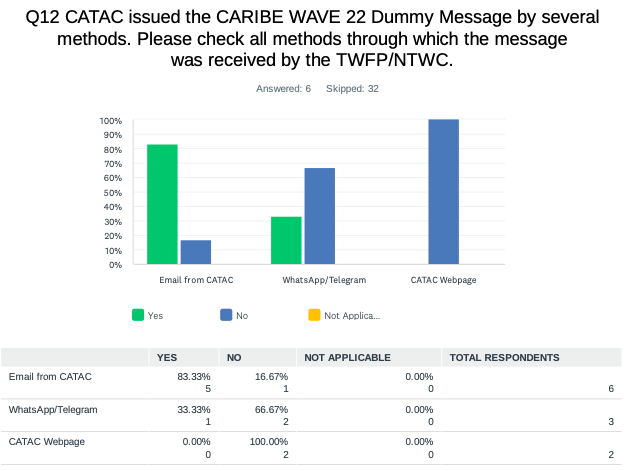 Q12 CATAC issued the CARIBE WAVE 22 Dummy Message by several
methods. Please check all methods through which the message
was received by the TWFP/NTWC.
Answered: 6 Skipped: 32
100%
90%
80%
70%
60%
50%
40%
30%
20%
10%
0%
Email from CATAC WhatsApp/Telegram CATAC Webpage
Yes No Not Applica...
YES NO NOT APPLICABLE TOTAL RESPONDENTS
Email from CATAC 83.33% 16.67% 0.00%
5 1 0 6
WhatsApp/Telegram 33.33% 66.67% 0.00%
1 2 0 3
CATAC Webpage 0.00% 100.00% 0.00%
0 2 0 2